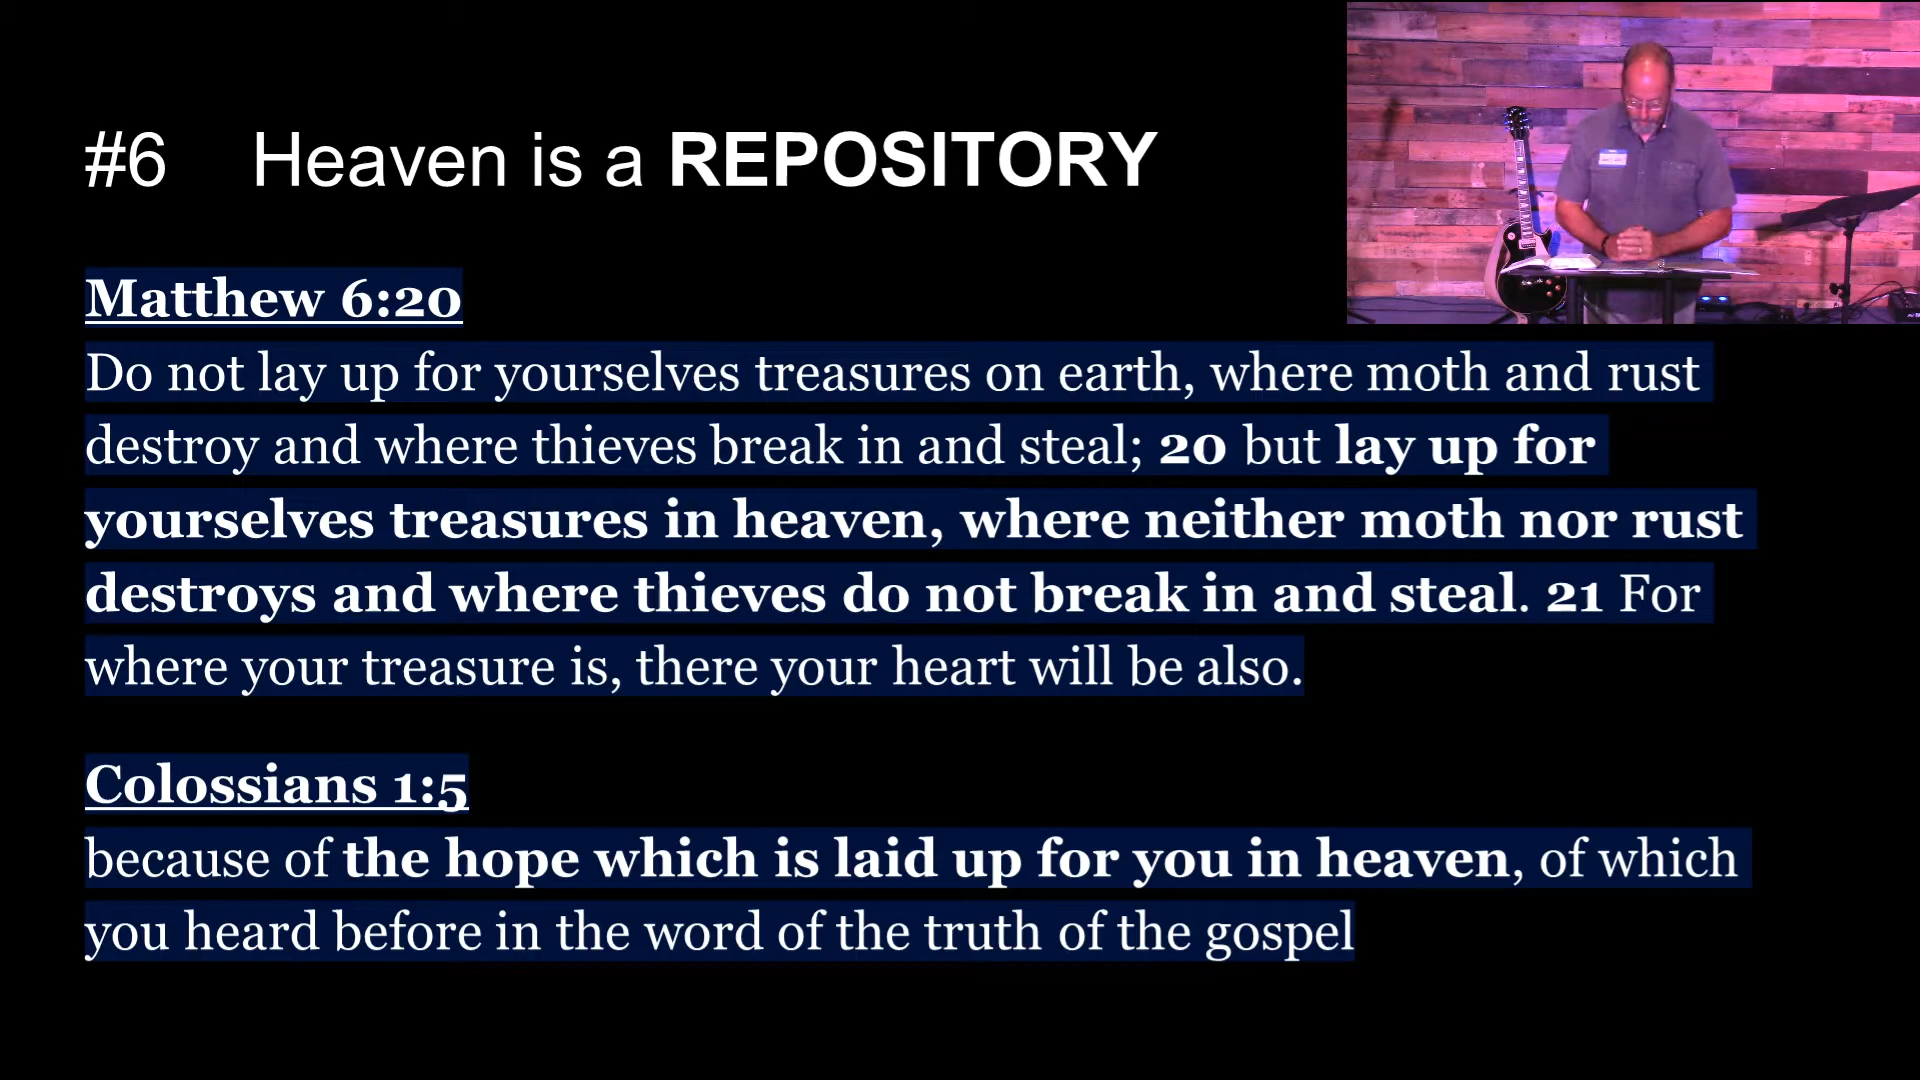 #6 Heaven is a REPOSITORY
Matthew 6:20
Do not lay up for yourselves treasures on earth, where moth and rust
destroy and where thieves break in and steal; 20 but lay up for
yourselves treasures in heaven, where neither moth nor rust
destroys and where thieves do not break in and steal. 21 For
where your treasure is, there your heart will be also.
Colossians 1:5
because of the hope which is laid up for you in heaven, of which
you heard before in the word of the truth of the gospel